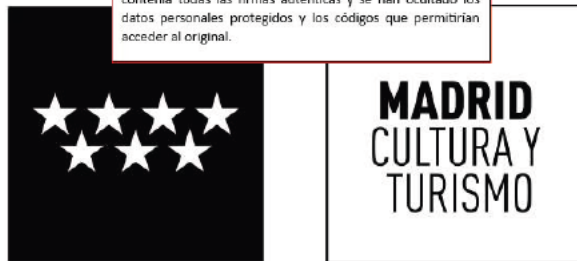 contenía todas las firmas auténticas y se han ocultado los
datos personales protegidos y los códigos que permitirían
acceder al original.
MADRID
CULTURA Y
TURISMO